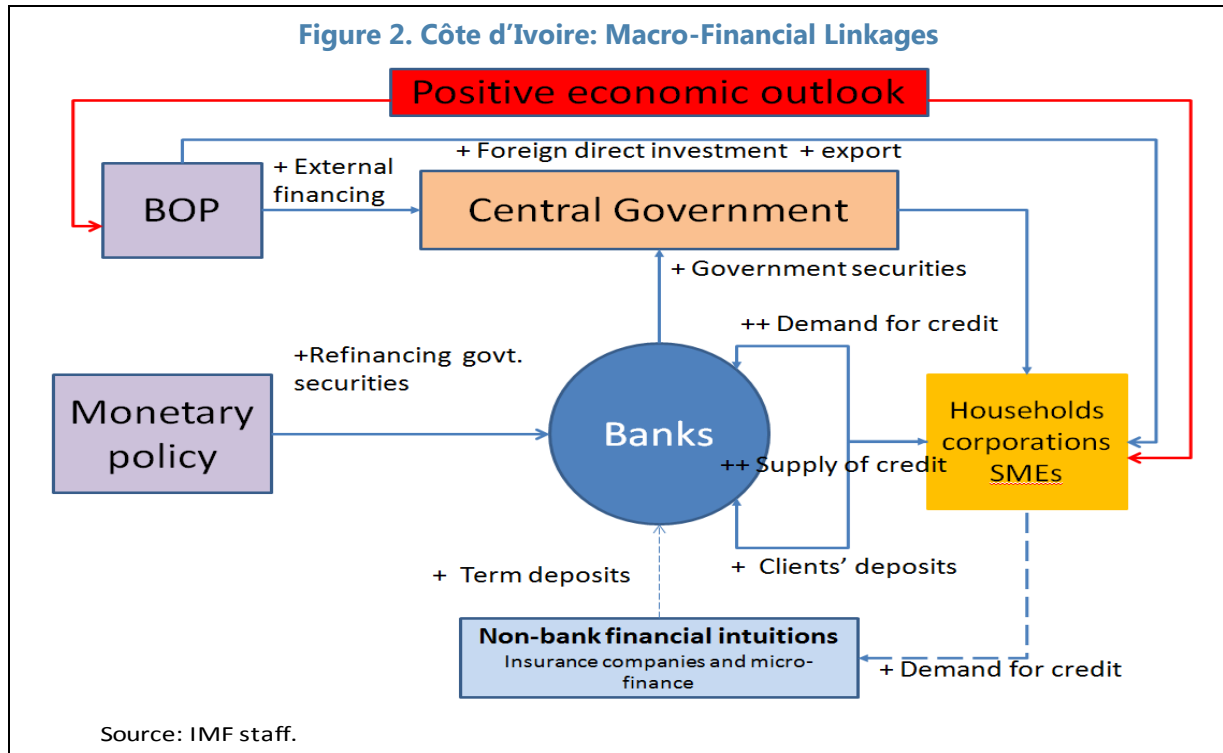 Figure 2. Côte d’Ivoire: Macro-Financial Linkages
Positive economic outlook
+ Foreign direct investment + export
+ External
financing
BOP
Central Government
+ Government securities
++ Demand for credit
+Refinancing govt.
securities
Monetary
policy
Banks
++ Supply of credit
Households
corporations
SMEs
+ Term deposits
+ Clients’ deposits
Non-bank financial intuitions
Insurance companies and micro-
finance
+ Demand for credit
Source: IMF staff.